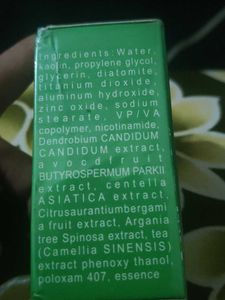 Ingredients: Water,
kaolin, propylene glycol,
glycerin, diatomite,
titanium dioxide,
aluminum hydroxide,
zinc oxide, sodium
stearate, VP/VA
copolymer, nicotinamide,
Dendrobium CANDIDUM
CANDIDUM extract,
avocdfruit
BUTYROSPERMUM PARKII
extract, centella
ASIATICA extract,
Citrusaurantiumbergami
a fruit extract, Argania
tree Spinosa extract, tea
(Camellia SINENSIS)
extract phenoxy thanol,
poloxam 407, essence